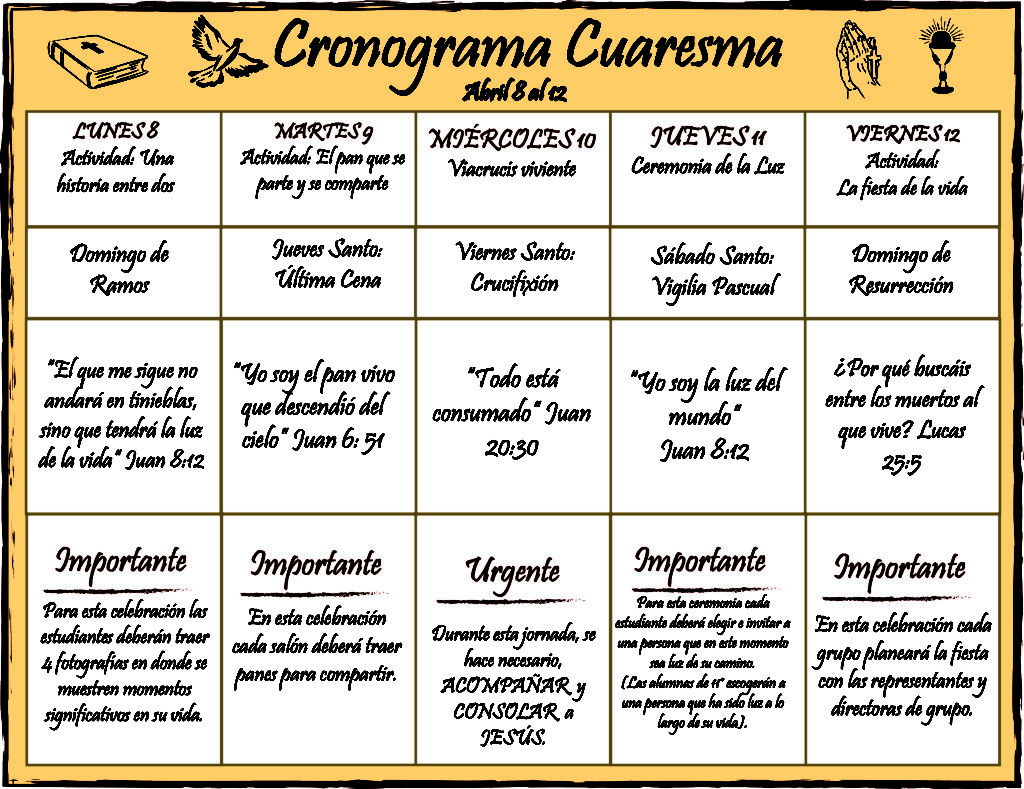 Cronograma Cuaresma
Abril 8 al 12
LUNES 8
Actividad: Una
historia entre dos
MARTES 9
Actividad: El pan que se
parte y se comparte
MIÉRCOLES 10
Viacrucis viviente
JUEVES 11
Ceremonia de la Luz
VIERNES 12
Actividad:
La fiesta de la vida
Domingo de
Ramos
Jueves Santo:
Última Cena
Viernes Santo:
Crucifixión
Sábado Santo:
Vigilia Pascual
Domingo de
Resurrección
"El que me sigue no
andará en tinieblas,
sino que tendrá la luz
de la vida" Juan 8:12
"Yo soy el pan vivo
que descendió del
cielo" Juan 6: 51
"Todo está
consumado" Juan
20:30
"Yo soy la luz del
mundo"
Juan 8:12
¿Por qué buscáis
entre los muertos al
que vive? Lucas
25:5
Importante
Para esta celebración las
estudiantes deberán traer
4 fotografías en donde se
muestren momentos
significativos en su vida.
Importante
En esta celebración
cada salón deberá traer
panes para compartir.
Urgente
Durante esta jornada, se
hace necesario,
ACOMPAÑAR y
CONSOLAR a
JESÚS.
Importante
Para esta ceremonia cada
estudiante deberá elegir e invitar a
una persona que en este momento
sea luz de su camino.
(Las alumnas de 11° escogerán a
una persona que ha sido luz a lo
largo de su vida).
Importante
En esta celebración cada
grupo planeará la fiesta
con las representantes y
directoras de grupo.